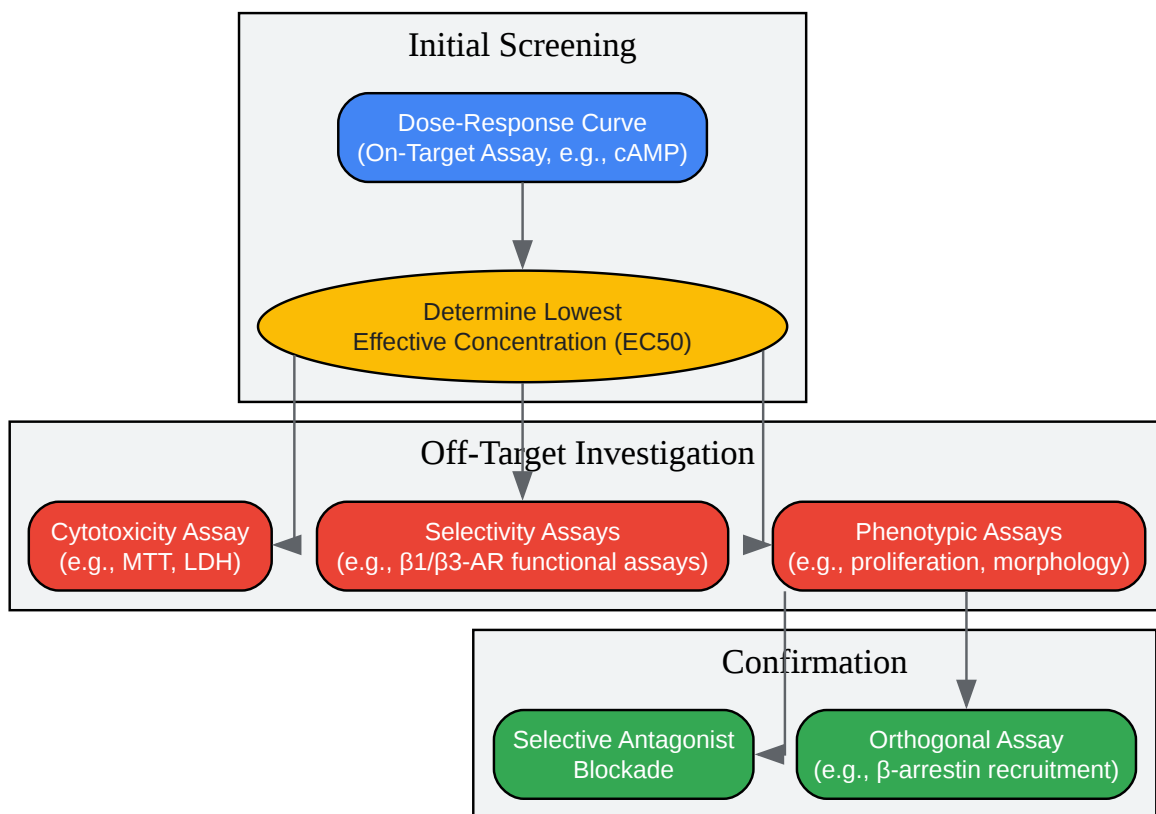 Initial Screening
Dose-Response Curve
(On-Target Assay, e.g., cAMP)
Determine Lowest
Effective Concentration (EC50)
Off-Target Investigation
Cytotoxicity Assay
(e.g., MTT, LDH)
Selectivity Assays
(e.g., β1/β3-AR functional assays)
Phenotypic Assays
(e.g., proliferation, morphology)
Confirmation
Selective Antagonist
Blockade
Orthogonal Assay
(e.g., β-arrestin recruitment)